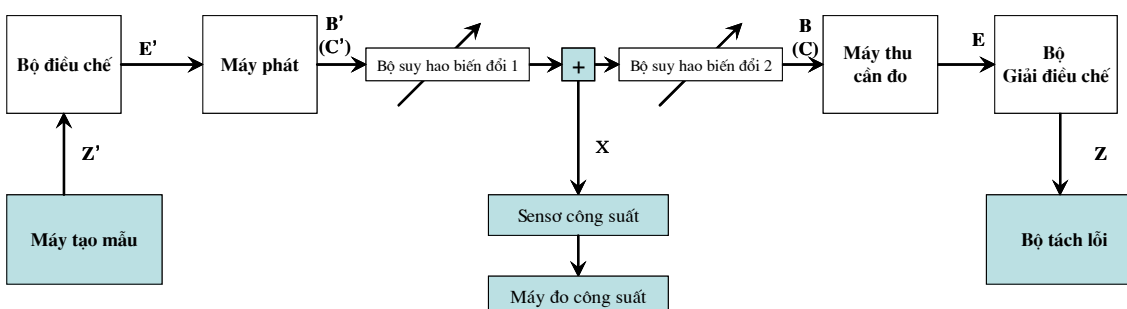 B'
(C')
B
(C)
Bộ điều chế
E'
Máy phát
Bộ suy hao biến đổi 1
+
Bộ suy hao biến đổi 2
Máy thu
cần đo
E
Bộ
Giải điều chế
Z'
X
Z
Máy tạo mẫu
Sensơ công suất
Bộ tách lỗi
Máy đo công suất